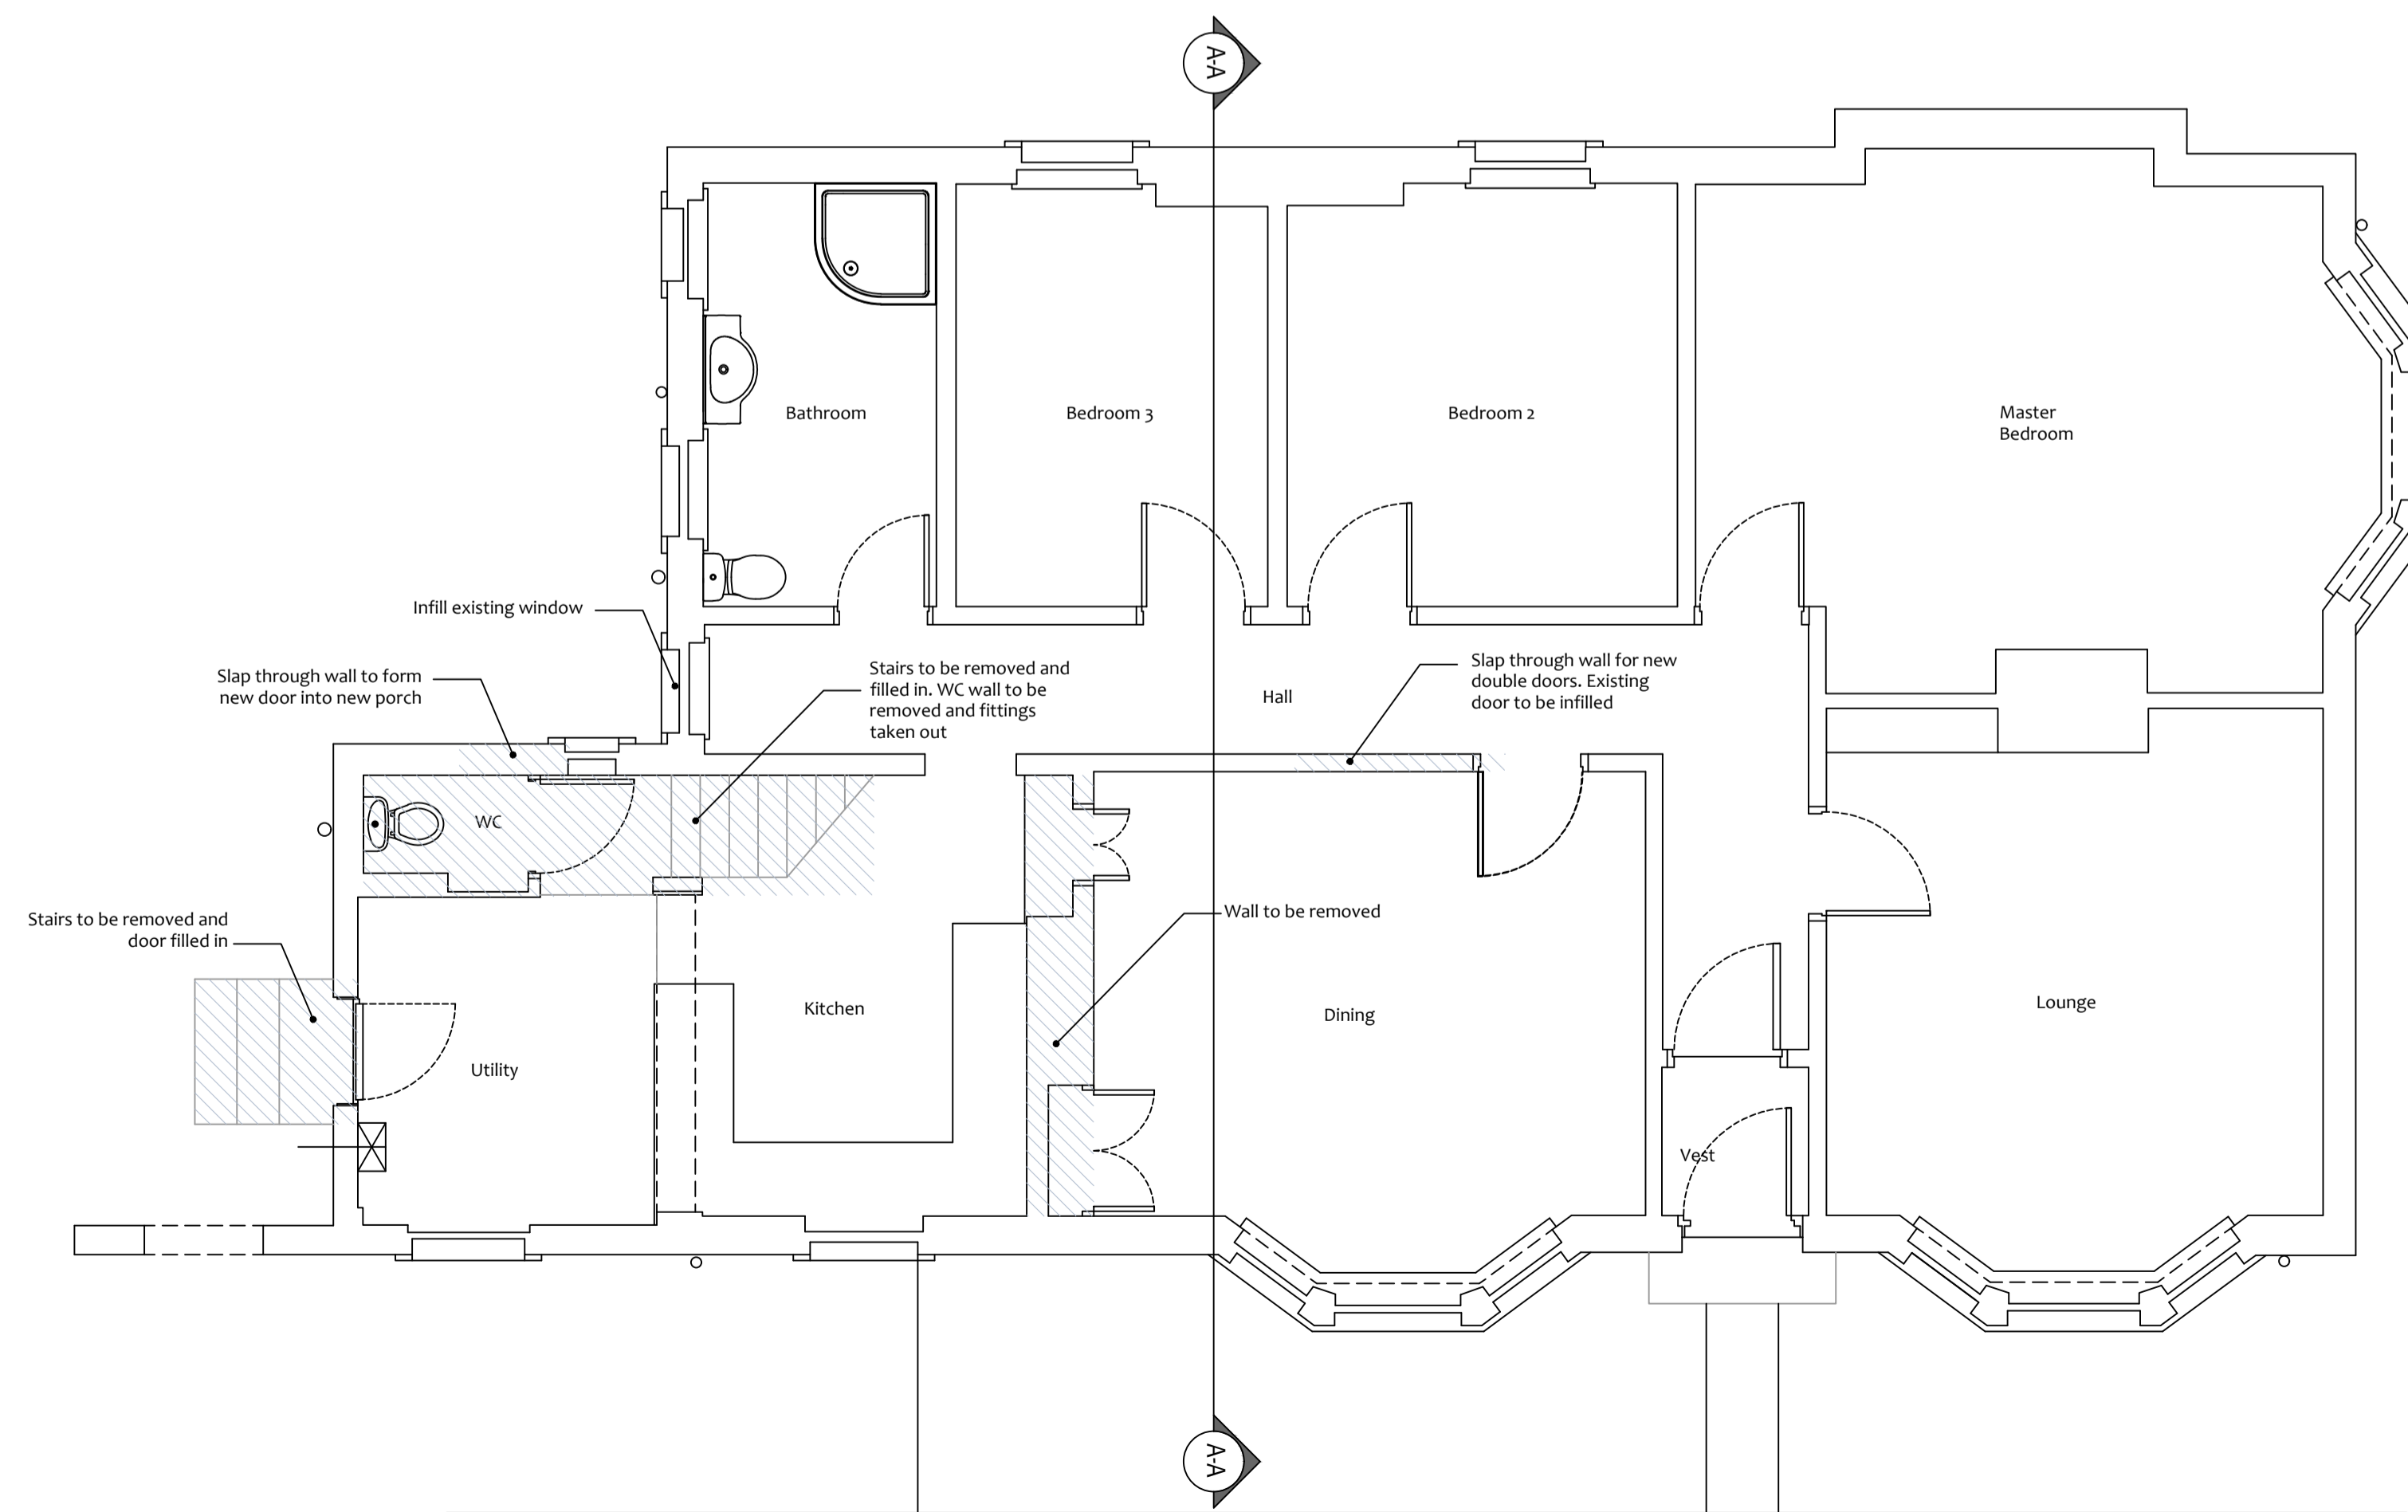 A-A
Bathroom
Bedroom 3
Bedroom 2
Master
Bedroom
Infill existing window
Slap through wall to form
new door into new porch
Stairs to be removed and
filled in. WC wall to be
removed and fittings
taken out
Hall
Slap through wall for new
double doors. Existing
door to be infilled
WC
Stairs to be removed and
door filled in
Wall to be removed
Utility
Kitchen
Dining
Lounge
Vest
A-A